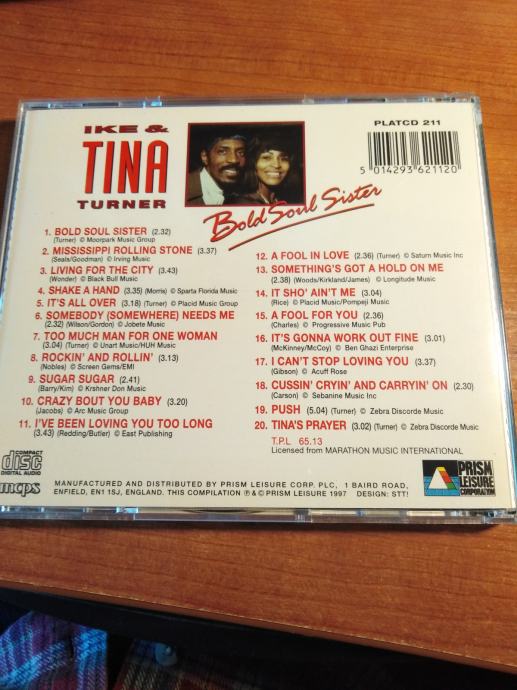 IKE &
TINA
TURNER
Bold Soul Sister
PLATCD 211
5 014293 621120
1. BOLD SOUL SISTER (2.32)
(Turner) © Moorpark Music Group
2. MISSISSIPPI ROLLING STONE (3.37)
(Seals/Goodman) © Irving Music
3. LIVING FOR THE CITY (3.43)
(Wonder) © Black Bull Music
4. SHAKE A HAND (3.35) (Morris) © Sparta Florida Music
5. IT'S ALL OVER (3.18) (Turner) © Placid Music Group
6. SOMEBODY (SOMEWHERE) NEEDS ME
(2.32) (Wilson/Gordon) © Jobete Music
7. TOO MUCH MAN FOR ONE WOMAN
(3.04) (Turner) © Unart Music/HUH Music
8. ROCKIN' AND ROLLIN' (3.13)
(Nobles) © Screen Gems/EMI
9. SUGAR SUGAR (2.41)
(Barry/Kim) © Krshner Don Music
10. CRAZY BOUT YOU BABY (3.20)
(Jacobs) © Arc Music Group
11. I'VE BEEN LOVING YOU TOO LONG
(3.43) (Redding/Butler) © East Publishing
12. A FOOL IN LOVE (2.36) (Turner) © Saturn Music Inc
13. SOMETHING'S GOT A HOLD ON ME
(2.38) (Woods/Kirkland/James) © Longitude Music
14. IT SHO' AIN'T ME (3.04)
(Rice) © Placid Music/Pompeji Music
15. A FOOL FOR YOU (2.36)
(Charles) © Progressive Music Pub
16. IT'S GONNA WORK OUT FINE (3.01)
(McKinney/McCoy) © Ben Ghazi Enterprise
17. I CAN'T STOP LOVING YOU (3.37)
(Gibson) © Acuff Rose
18. CUSSIN' CRYIN' AND CARRYIN' ON (2.30)
(Carson) © Sebanine Music Inc
19. PUSH (5.04) (Turner) © Zebra Discorde Music
20. TINA'S PRAYER (3.02) (Turner) © Zebra Discorde Music
T.P.L 65.13
Licensed from MARATHON MUSIC INTERNATIONAL
COMPACT
disc
DIGITAL AUDIO
mcps
MANUFACTURED AND DISTRIBUTED BY PRISM LEISURE CORP. PLC, 1 BAIRD ROAD,
ENFIELD, EN1 1SJ, ENGLAND. THIS COMPILATION ℗ & © PRISM LEISURE 1997 DESIGN: STT!
PRISM
LEISURE
CORPORATION